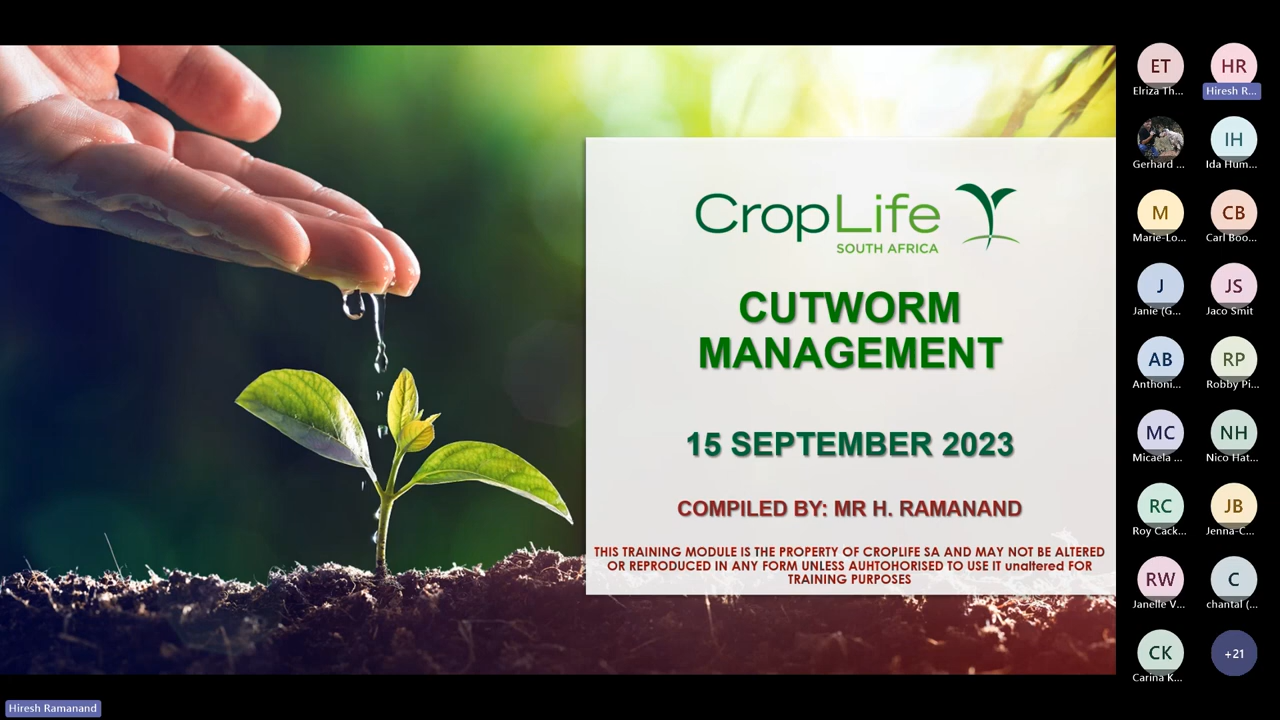 CropLife
SOUTH AFRICA
CUTWORM
MANAGEMENT
15 SEPTEMBER 2023
COMPILED BY: MR H. RAMANAND
THIS TRAINING MODULE IS THE PROPERTY OF CROPLIFE SA AND MAY NOT BE ALTERED
OR REPRODUCED IN ANY FORM UNLESS AUHTOHORISED TO USE IT unaltered FOR
TRAINING PURPOSES
ET
Elriza Th...
HR
Hiresh R...
Gerhard ...
IH
Ida Hum...
M
Marie-Lo...
CB
Carl Boo...
J
Janie (G...
JS
Jaco Smit
AB
Anthoni...
RP
Robby Pi...
MC
Micaela ...
NH
Nico Hat...
RC
Roy Cack...
JB
Jenna-C...
RW
Janelle V...
C
chantal (...
CK
Carina K...
+21
Hiresh Ramanand